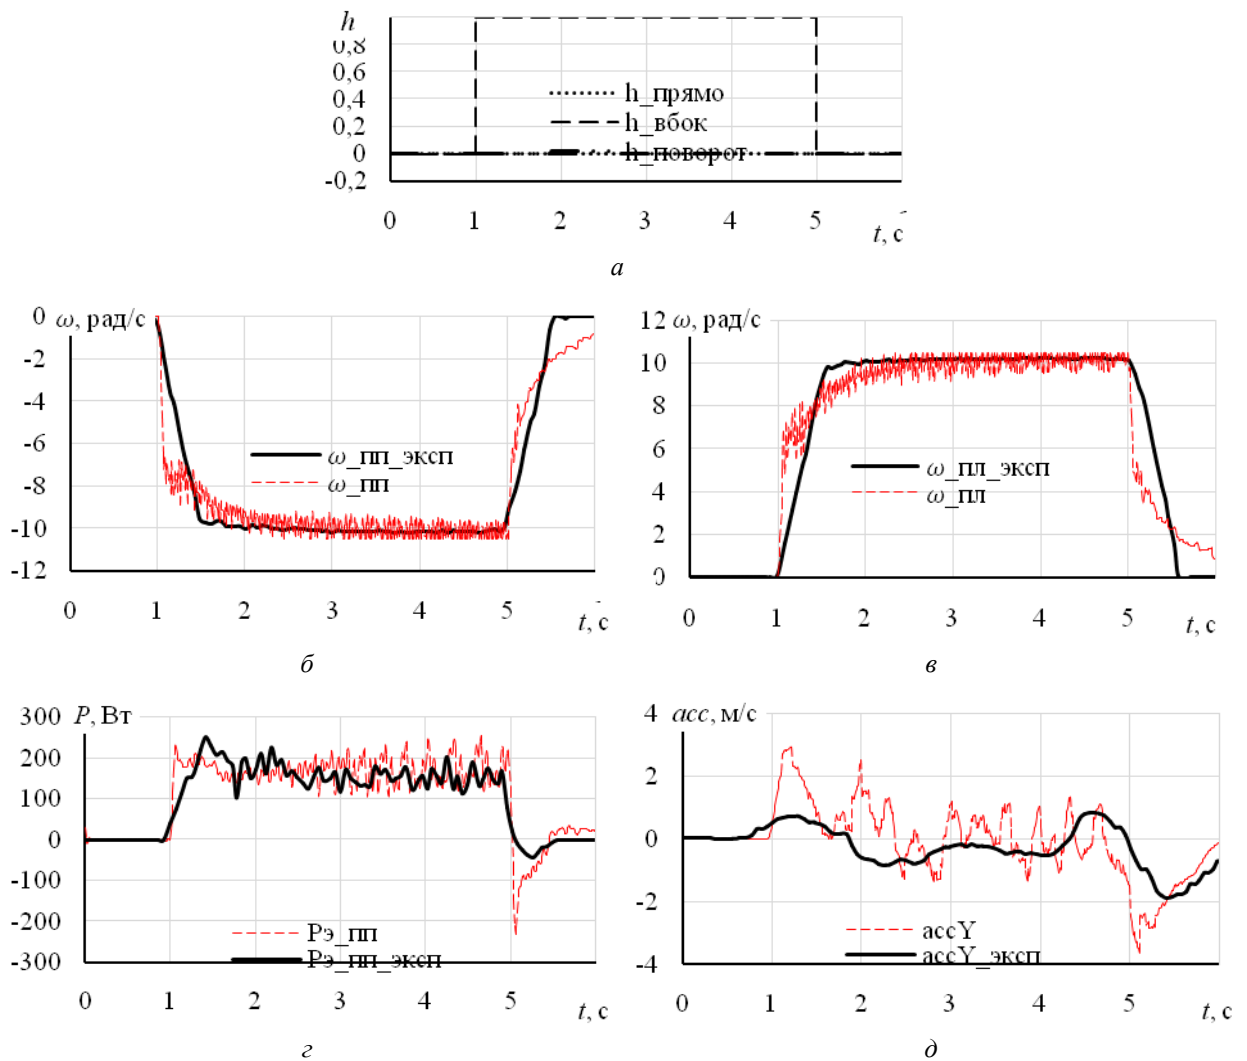 h
0,8
0,6
0,4
0,2
0
-0,2
h_прямо
h_вбок
h_поворот
0 1 2 3 4 5
t, с
а
0 ω, рад/с
-2
-4
-6
-8
-10
-12
ω_пп_эксп
ω_пп
0 1 2 3 4 5
t, с
б
12 ω, рад/с
10
8
6
4
2
0
ω_пл_эксп
ω_пл
0 1 2 3 4 5
t, с
в
300 P, Вт
200
100
0
-100
-200
-300
Рэ_пп
Рэ_пп_эксп
0 1 2 3 4 5
t, с
г
4 acc, м/с
2
0
-2
-4
accY
accY_эксп
0 1 2 3 4 5
t, с
д